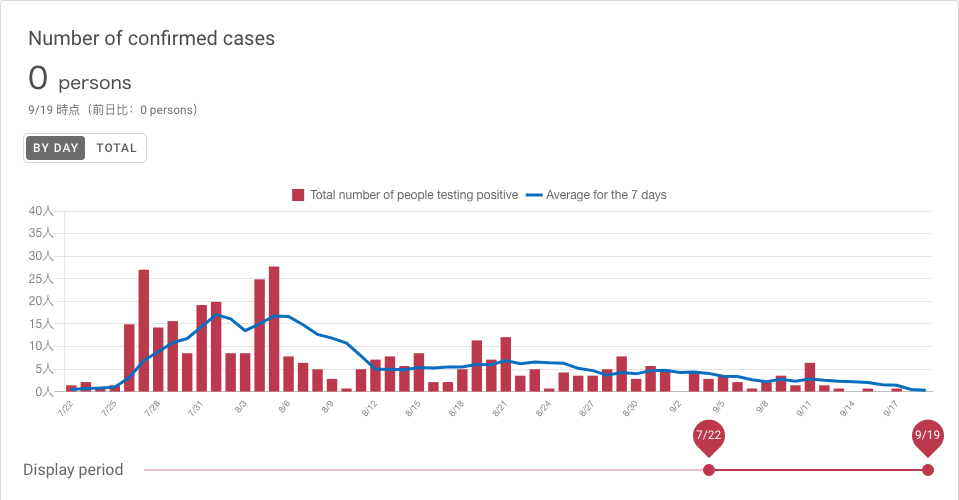 Number of confirmed cases
0 persons
9/19 時点（前日比：0 persons）
BY DAY TOTAL
Total number of people testing positive Average for the 7 days
40人
35人
30人
25人
20人
15人
10人
5人
0人
7/22 7/25 7/28 7/31 8/3 8/6 8/9 8/12 8/15 8/18 8/21 8/24 8/27 8/30 9/2 9/5 9/8 9/11 9/14 9/17
7/22 9/19
Display period